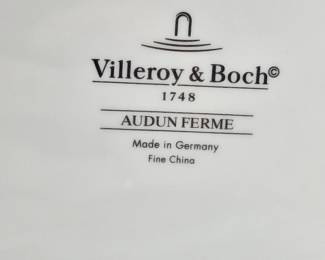 Villeroy & Boch©
1748
AUDUN FERME
Made in Germany
Fine China